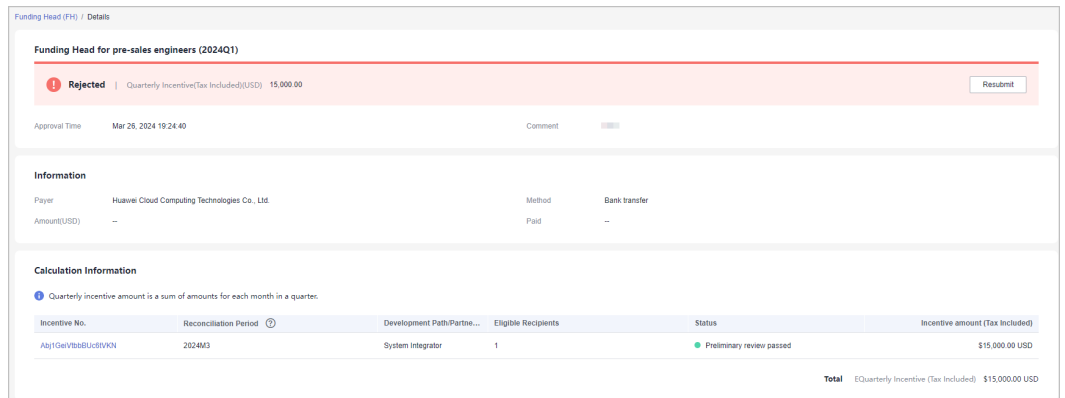 Funding Head (FH) / Details
Funding Head for pre-sales engineers (2024Q1)
Rejected | Quarterly Incentive(Tax Included)(USD) 15,000.00 Resubmit
Approval Time Mar 26, 2024 19:24:40 Comment
Information
Payer Huawei Cloud Computing Technologies Co., Ltd. Method Bank transfer
Amount(USD) -- Paid --
Calculation Information
Quarterly incentive amount is a sum of amounts for each month in a quarter.
Incentive No. Reconciliation Period ? Development Path/Partne... Eligible Recipients Status Incentive amount (Tax Included)
Abj1GeiVtbbBUc6tVKN 2024M3 System Integrator 1 Preliminary review passed $15,000.00 USD
Total EQuarterly Incentive (Tax Included) $15,000.00 USD